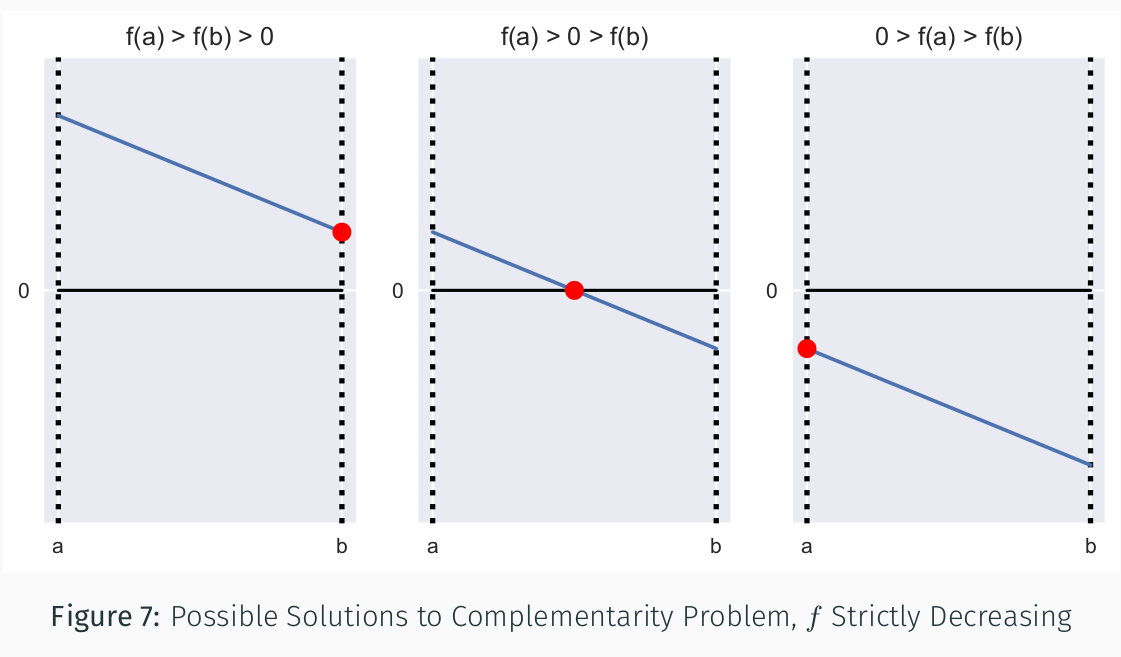 f(a) > f(b) > 0
f(a) > 0 > f(b)
0 > f(a) > f(b)
0
0
0
a
b
a
b
a
b
Figure 7: Possible Solutions to Complementarity Problem, f Strictly Decreasing